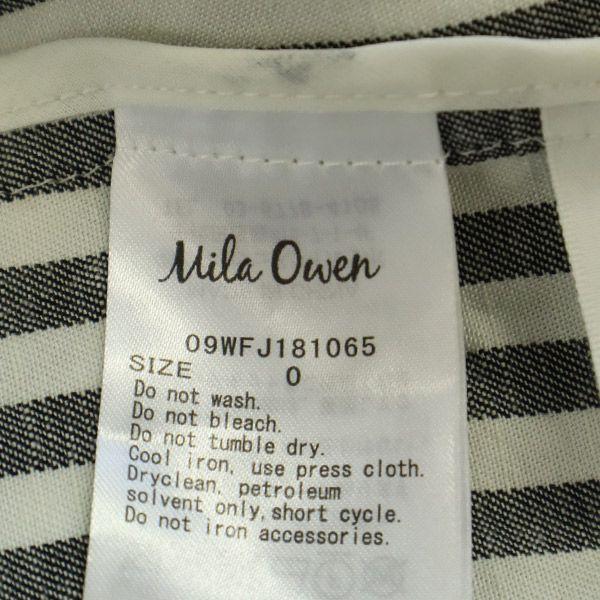 Mila Owen
09WFJ181065
SIZE 0
Do not wash.
Do not bleach.
Do not tumble dry.
Cool iron, use press cloth.
Dryclean, petroleum
solvent only, short cycle.
Do not iron accessories.